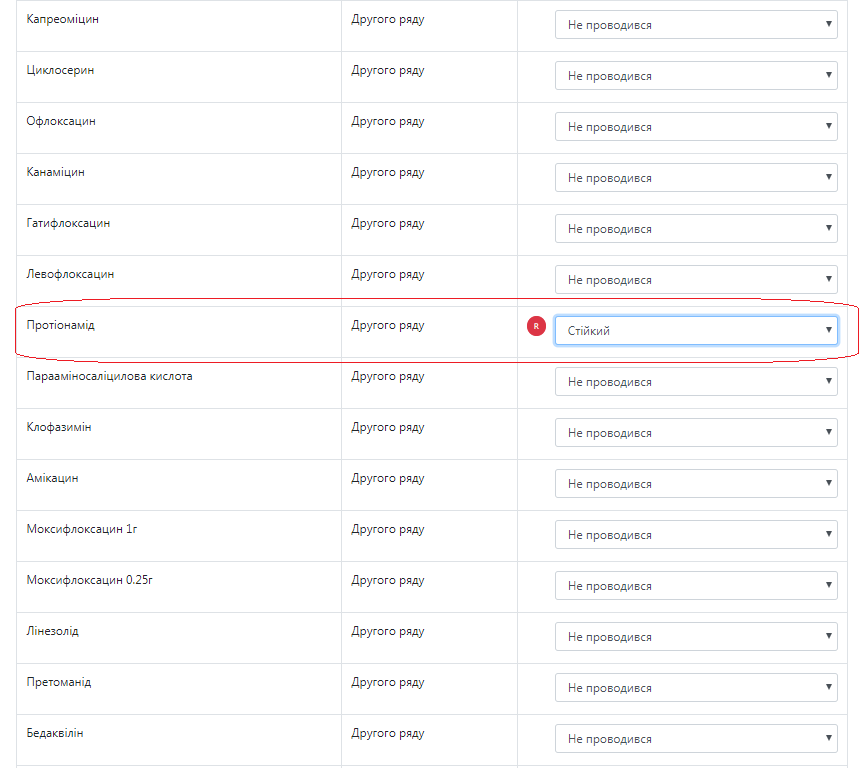 Капреоміцин Другого ряду Не проводився
Циклосерин Другого ряду Не проводився
Офлоксацин Другого ряду Не проводився
Канаміцин Другого ряду Не проводився
Гатифлоксацин Другого ряду Не проводився
Левофлоксацин Другого ряду Не проводився
Протіонамід Другого ряду R Стійкий
Парааміносаліцилова кислота Другого ряду Не проводився
Клофазимін Другого ряду Не проводився
Амікацин Другого ряду Не проводився
Моксифлоксацин 1г Другого ряду Не проводився
Моксифлоксацин 0.25г Другого ряду Не проводився
Лінезолід Другого ряду Не проводився
Претоманід Другого ряду Не проводився
Бедаквілін Другого ряду Не проводився